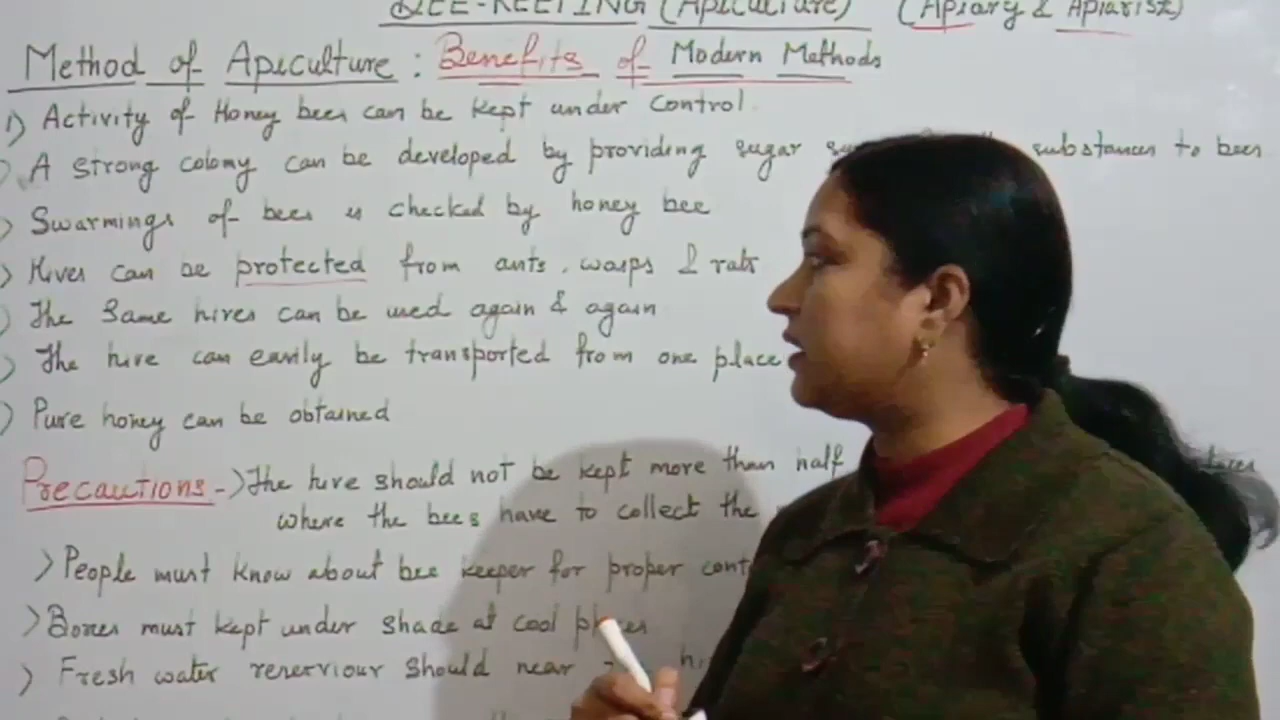 BEE-KEEPING (Apiculture) (Apiary & Apiarist)
Method of Apiculture: Benefits of Modern Methods
1) Activity of Honey bees can be kept under control.
) A strong colony can be developed by providing sugar substances to bees
) Swarmings of bees is checked by honey bee
) Hives can be protected from ants, wasps & rats
) The same hives can be used again & again
) The hive can easily be transported from one place
) Pure honey can be obtained
Precautions - > The hive should not be kept more than half
where the bees have to collect the
> People must know about bee keeper for proper
> Boxes must kept under shade at cool places
> Fresh water reserviour should near